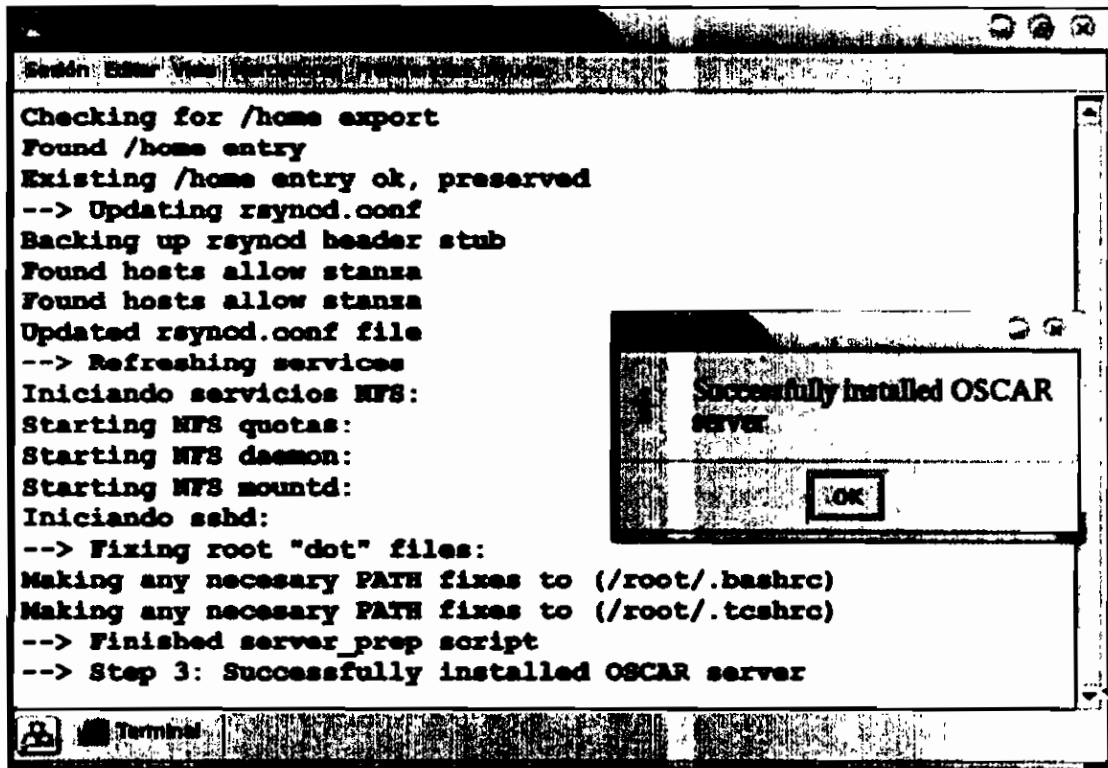 Sesión Editar Vista
Checking for /home export
Found /home entry
Existing /home entry ok, preserved
--> Updating rsyncd.conf
Backing up rsyncd header stub
Found hosts allow stanza
Found hosts allow stanza
Updated rsyncd.conf file
--> Refreshing services
Iniciando servicios NFS:
Starting NFS quotas:
Starting NFS daemon:
Starting NFS mountd:
Iniciando sshd:
--> Fixing root "dot" files:
Making any necesary PATH fixes to (/root/.bashrc)
Making any necesary PATH fixes to (/root/.tcshrc)
--> Finished server_prep script
--> Step 3: Successfully installed OSCAR server
Successfully installed OSCAR
server
OK
Terminal